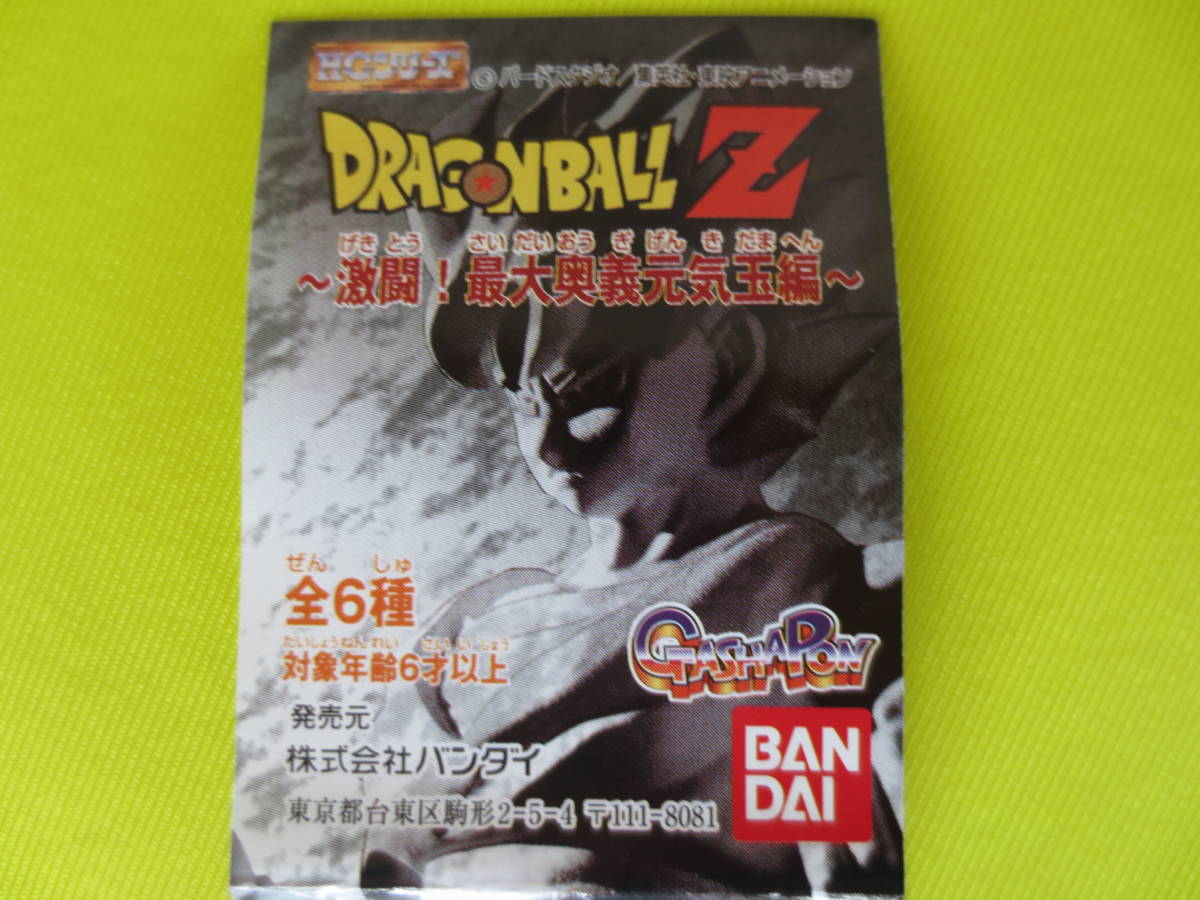 HGシリーズ ©バードスタジオ/集英社・東映アニメーション
DRAGONBALL Z
げきとう さいだいおうぎげんきだまへん
~激闘!最大奥義元気玉編~
ぜん しゅ
全6種
たいしょうねんれい さいいじょう
対象年齢6才以上
GASHAPON
発売元
株式会社バンダイ
BAN
DAI
東京都台東区駒形2-5-4 〒111-8081